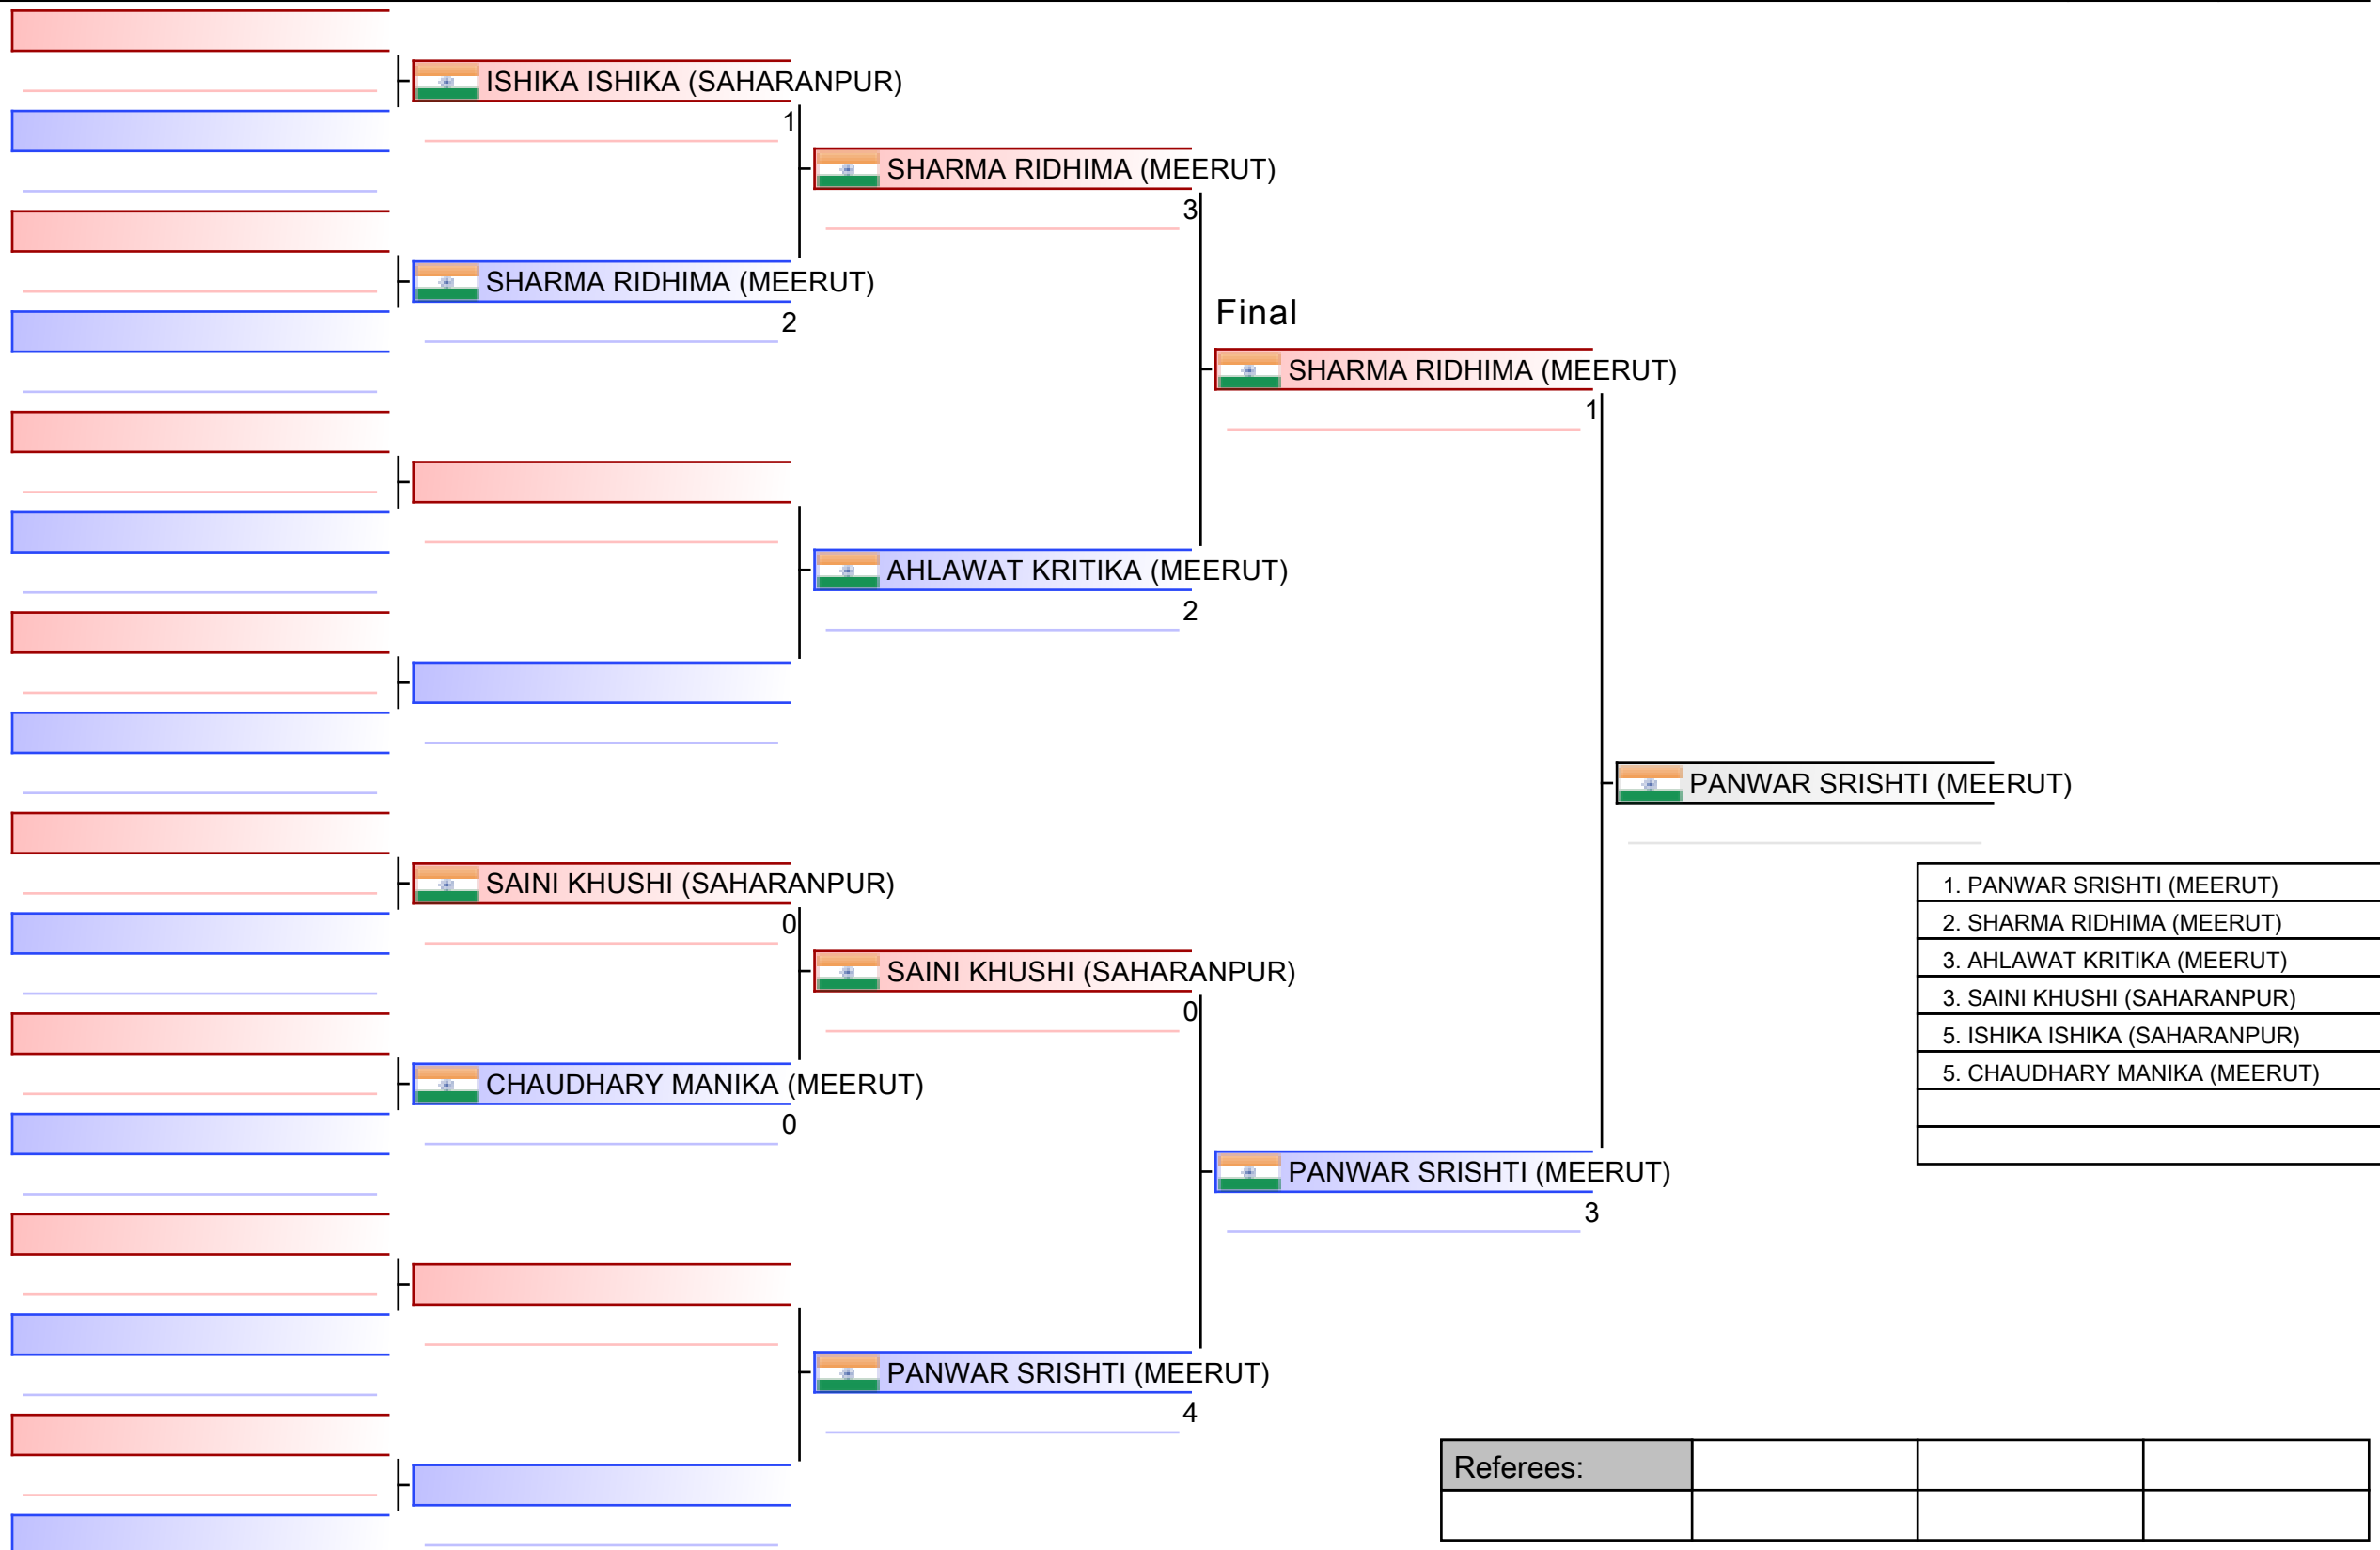 ISHIKA ISHIKA (SAHARANPUR)
1
SHARMA RIDHIMA (MEERUT)
3
SHARMA RIDHIMA (MEERUT)
2
Final
SHARMA RIDHIMA (MEERUT)
1
AHLAWAT KRITIKA (MEERUT)
2
PANWAR SRISHTI (MEERUT)
SAINI KHUSHI (SAHARANPUR)
0
SAINI KHUSHI (SAHARANPUR)
0
CHAUDHARY MANIKA (MEERUT)
0
PANWAR SRISHTI (MEERUT)
3
PANWAR SRISHTI (MEERUT)
4
1. PANWAR SRISHTI (MEERUT)
2. SHARMA RIDHIMA (MEERUT)
3. AHLAWAT KRITIKA (MEERUT)
3. SAINI KHUSHI (SAHARANPUR)
5. ISHIKA ISHIKA (SAHARANPUR)
5. CHAUDHARY MANIKA (MEERUT)
Referees: